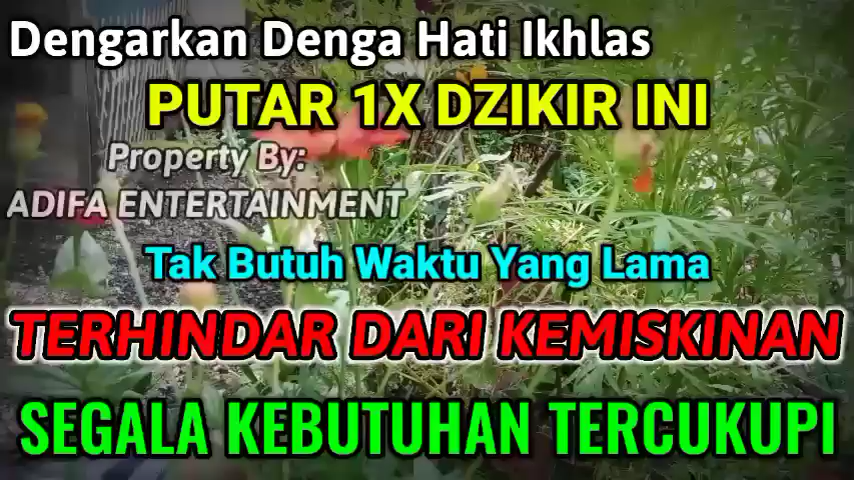 Dengarkan Denga Hati Ikhlas
PUTAR 1X DZIKIR INI
Property By:
ADIFA ENTERTAINMENT
Tak Butuh Waktu Yang Lama
TERHINDAR DARI KEMISKINAN
SEGALA KEBUTUHAN TERCUKUPI